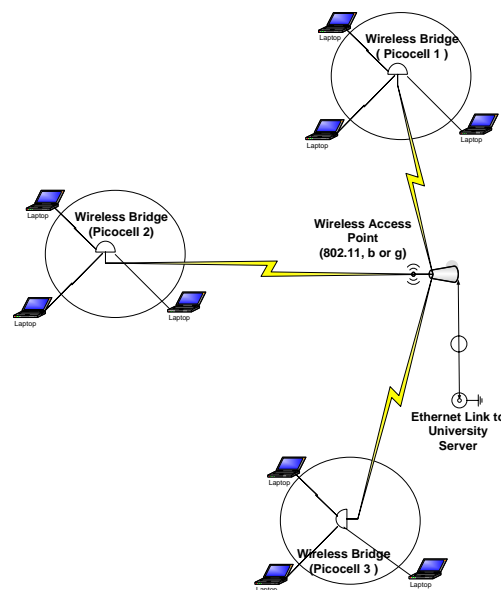 Laptop
Wireless Bridge
( Picocell 1 )
Laptop
Laptop
Laptop
Wireless Bridge
(Picocell 2)
Laptop
Laptop
Wireless Access
Point
(802.11, b or g)
Ethernet Link to
University
Server
Laptop
Laptop
Wireless Bridge
(Picocell 3 )
Laptop